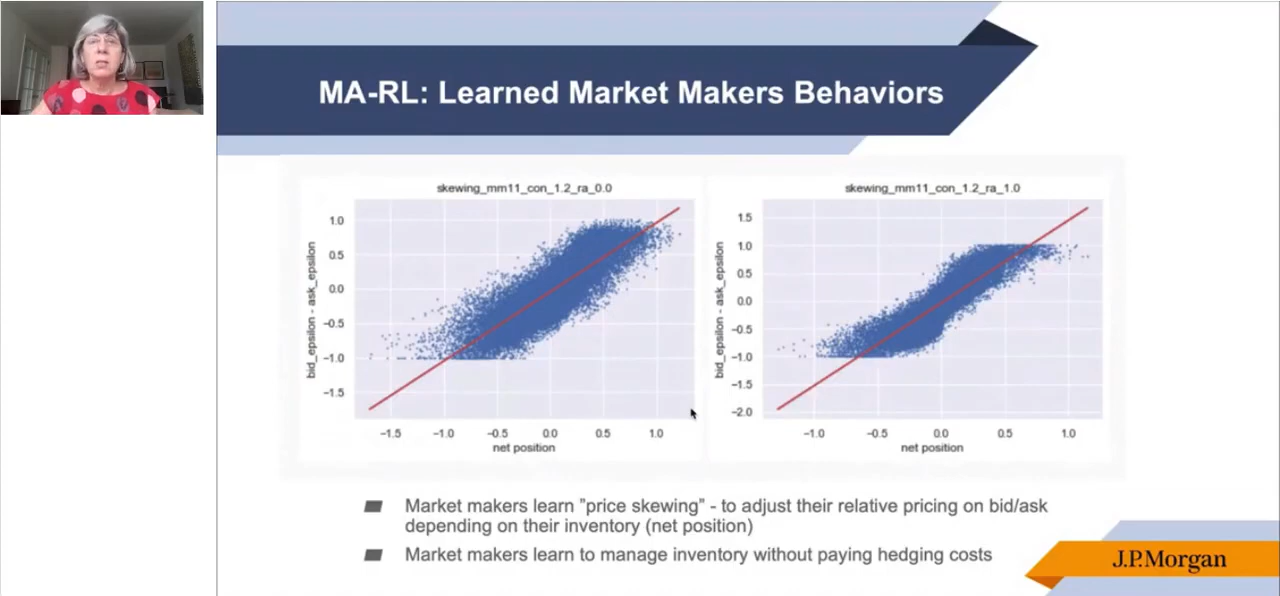 MA-RL: Learned Market Makers Behaviors
skewing_mm11_con_1.2_ra_0.0
1.0
0.5
0.0
−0.5
−1.0
−1.5
bid_epsilon - ask_epsilon
−1.5 −1.0 −0.5 0.0 0.5 1.0
net position
skewing_mm11_con_1.2_ra_1.0
1.5
1.0
0.5
0.0
−0.5
−1.0
−1.5
−2.0
bid_epsilon - ask_epsilon
−1.0 −0.5 0.0 0.5 1.0
net position
Market makers learn ”price skewing” - to adjust their relative pricing on bid/ask
depending on their inventory (net position)
Market makers learn to manage inventory without paying hedging costs
J.P.Morgan